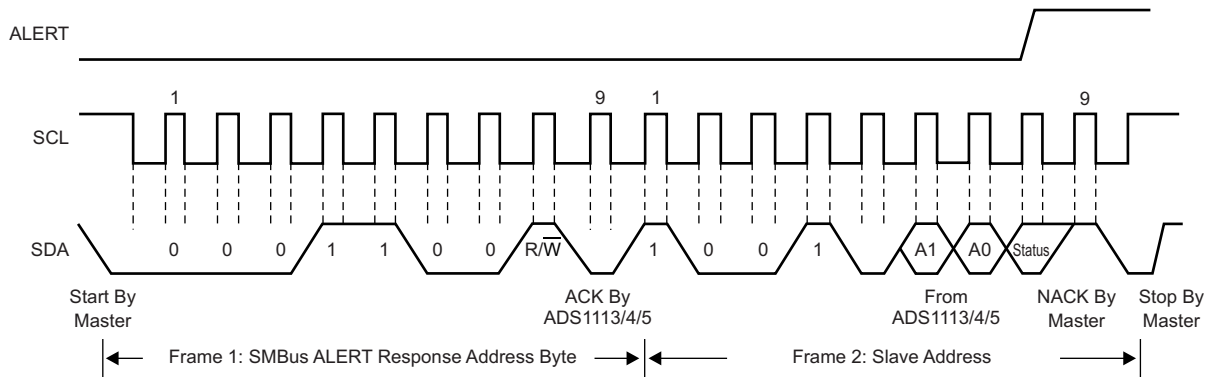 ALERT
1 9 1 9
SCL
SDA 0 0 0 1 1 0 0 R/W 1 0 0 1 A1 A0 Status
Start By
Master
ACK By
ADS1113/4/5
From
ADS1113/4/5
NACK By
Master
Stop By
Master
Frame 1: SMBus ALERT Response Address Byte
Frame 2: Slave Address